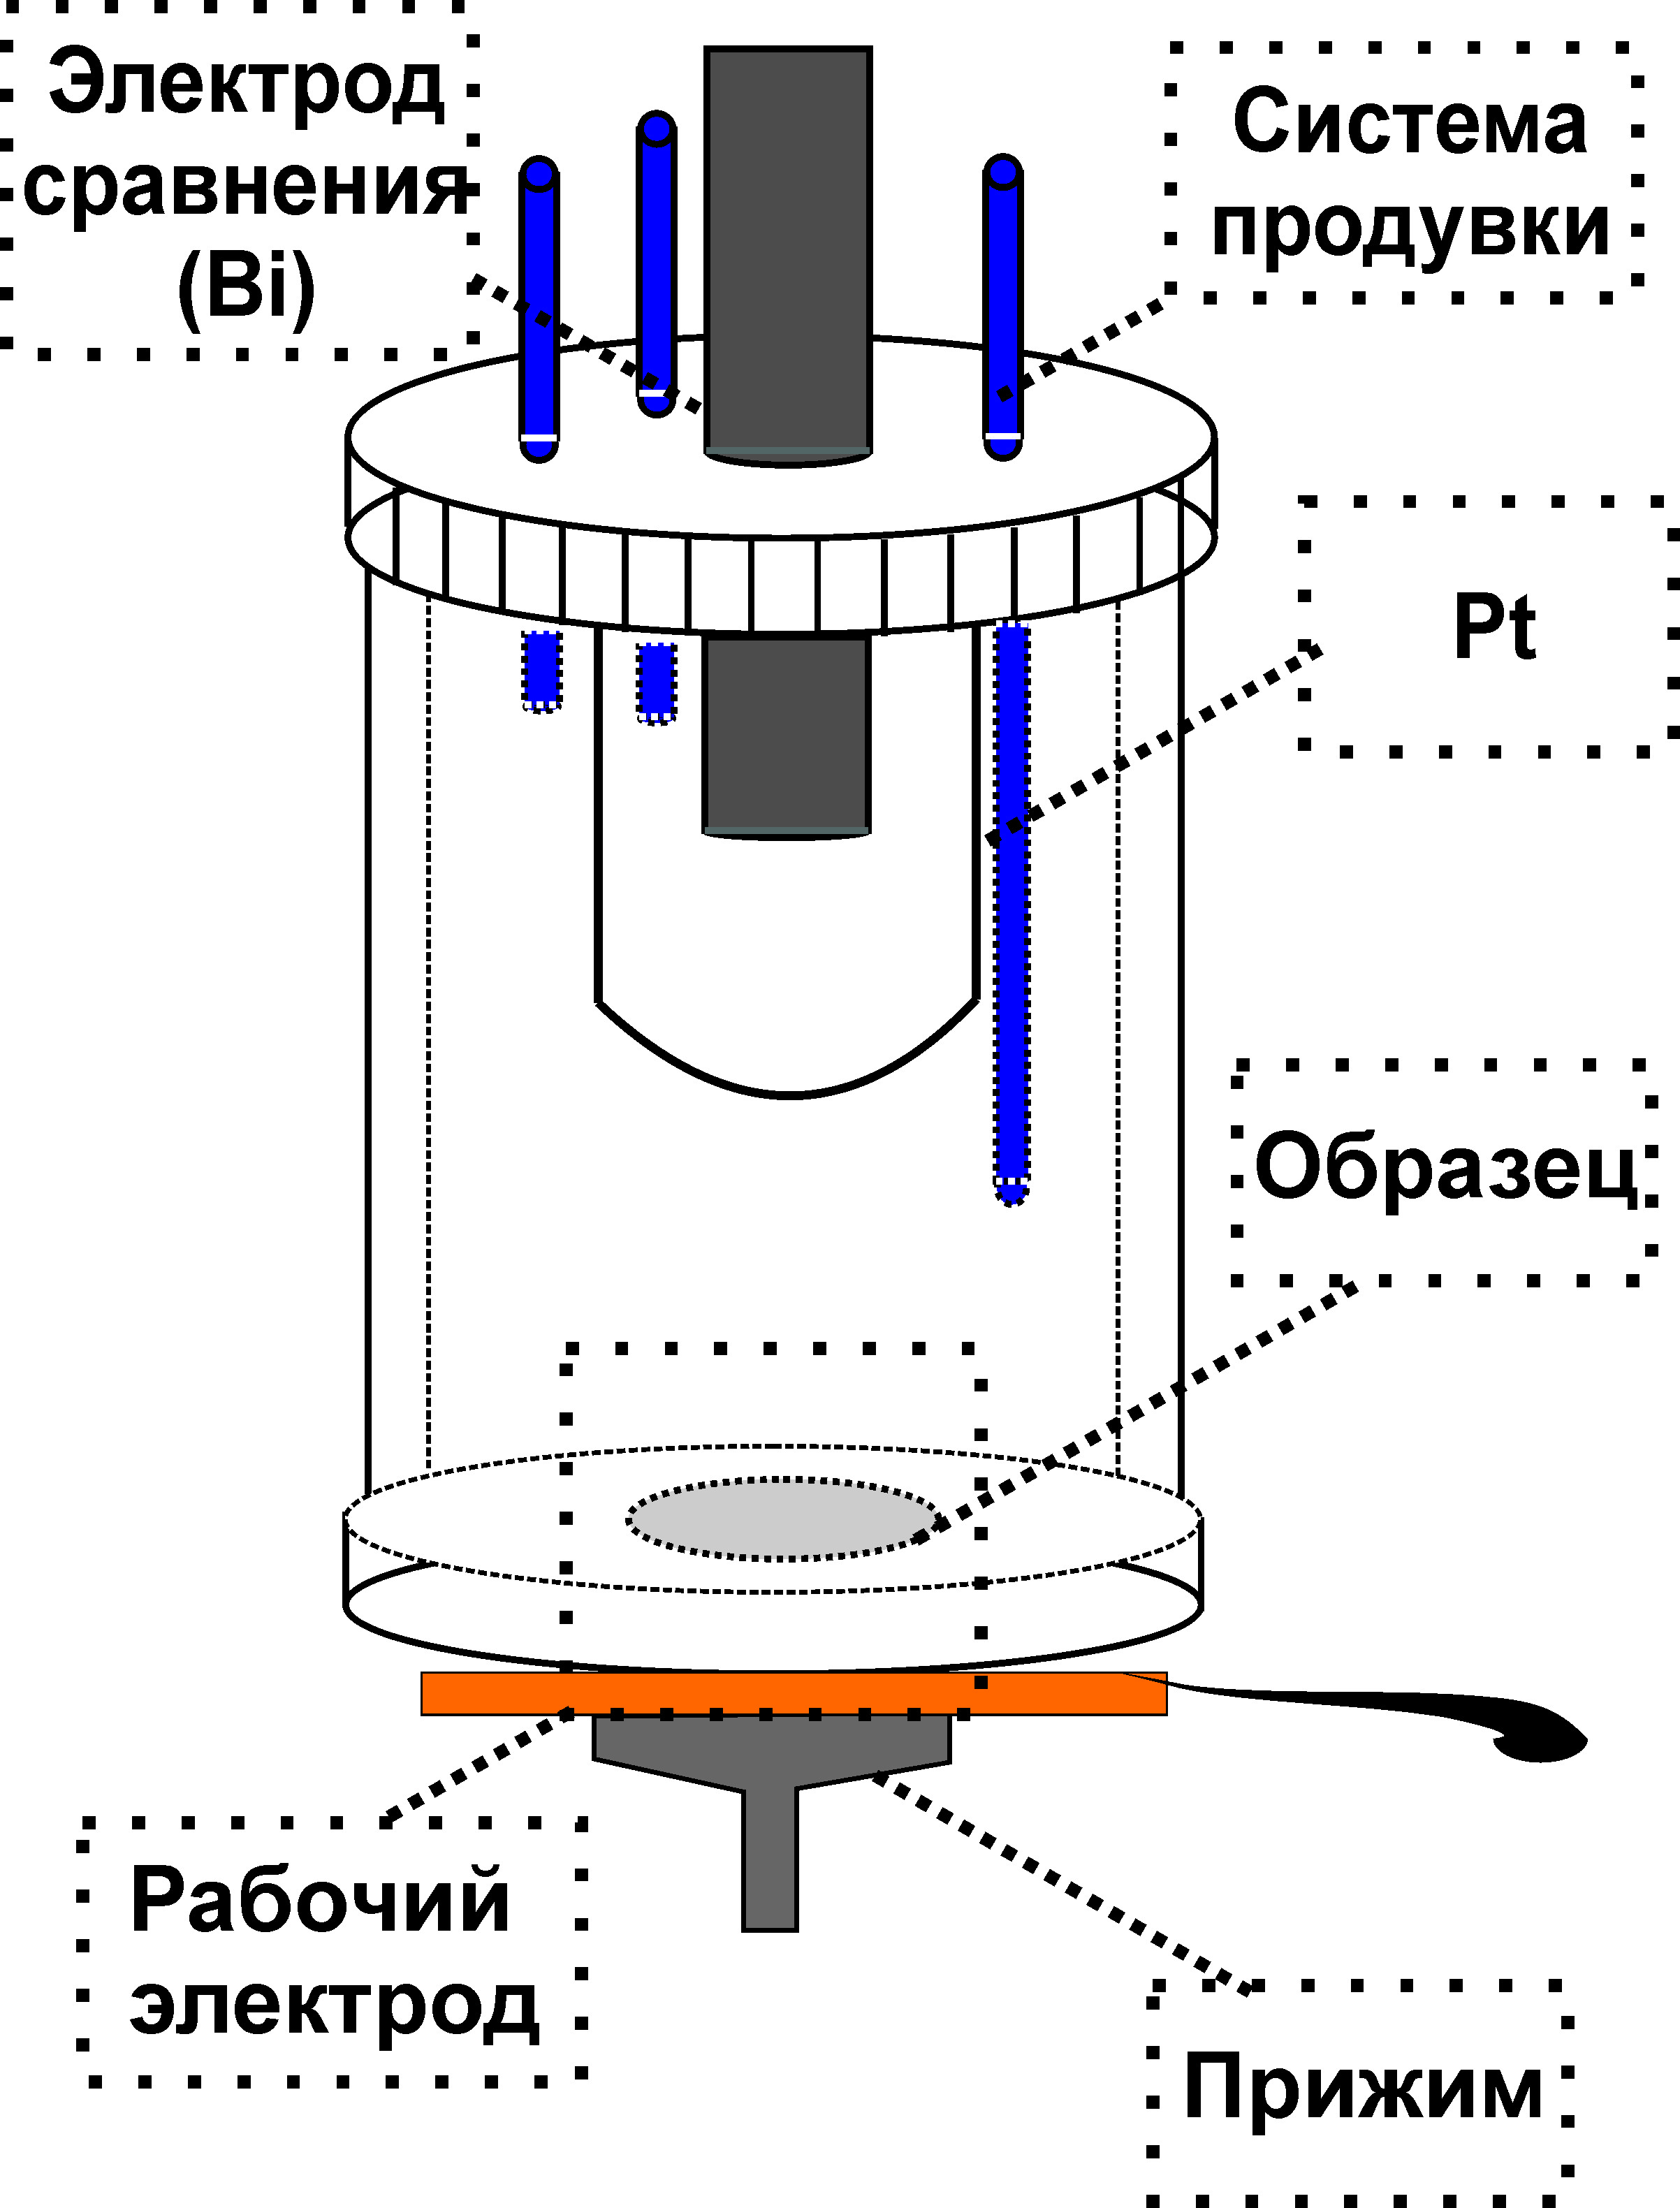 Электрод
сравнения
(Bi)
Система
продувки
Pt
Образец
Рабочий
электрод
Прижим